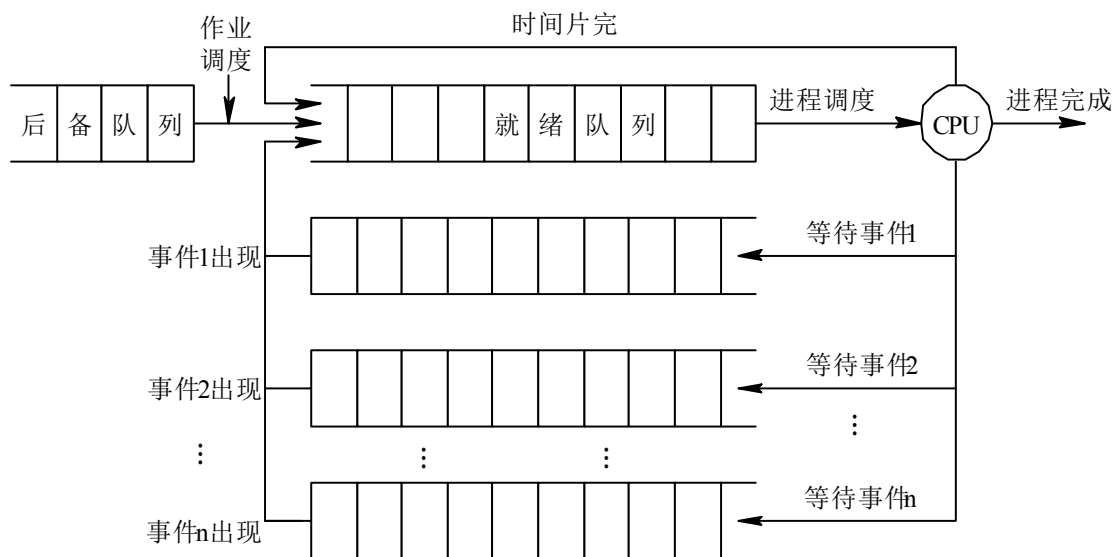 作业
调度
时间片完
后备队列
就绪队列
进程调度
CPU
进程完成
等待事件1
事件1出现
等待事件2
事件2出现
⋮
⋮
⋮
⋮
等待事件n
事件n出现